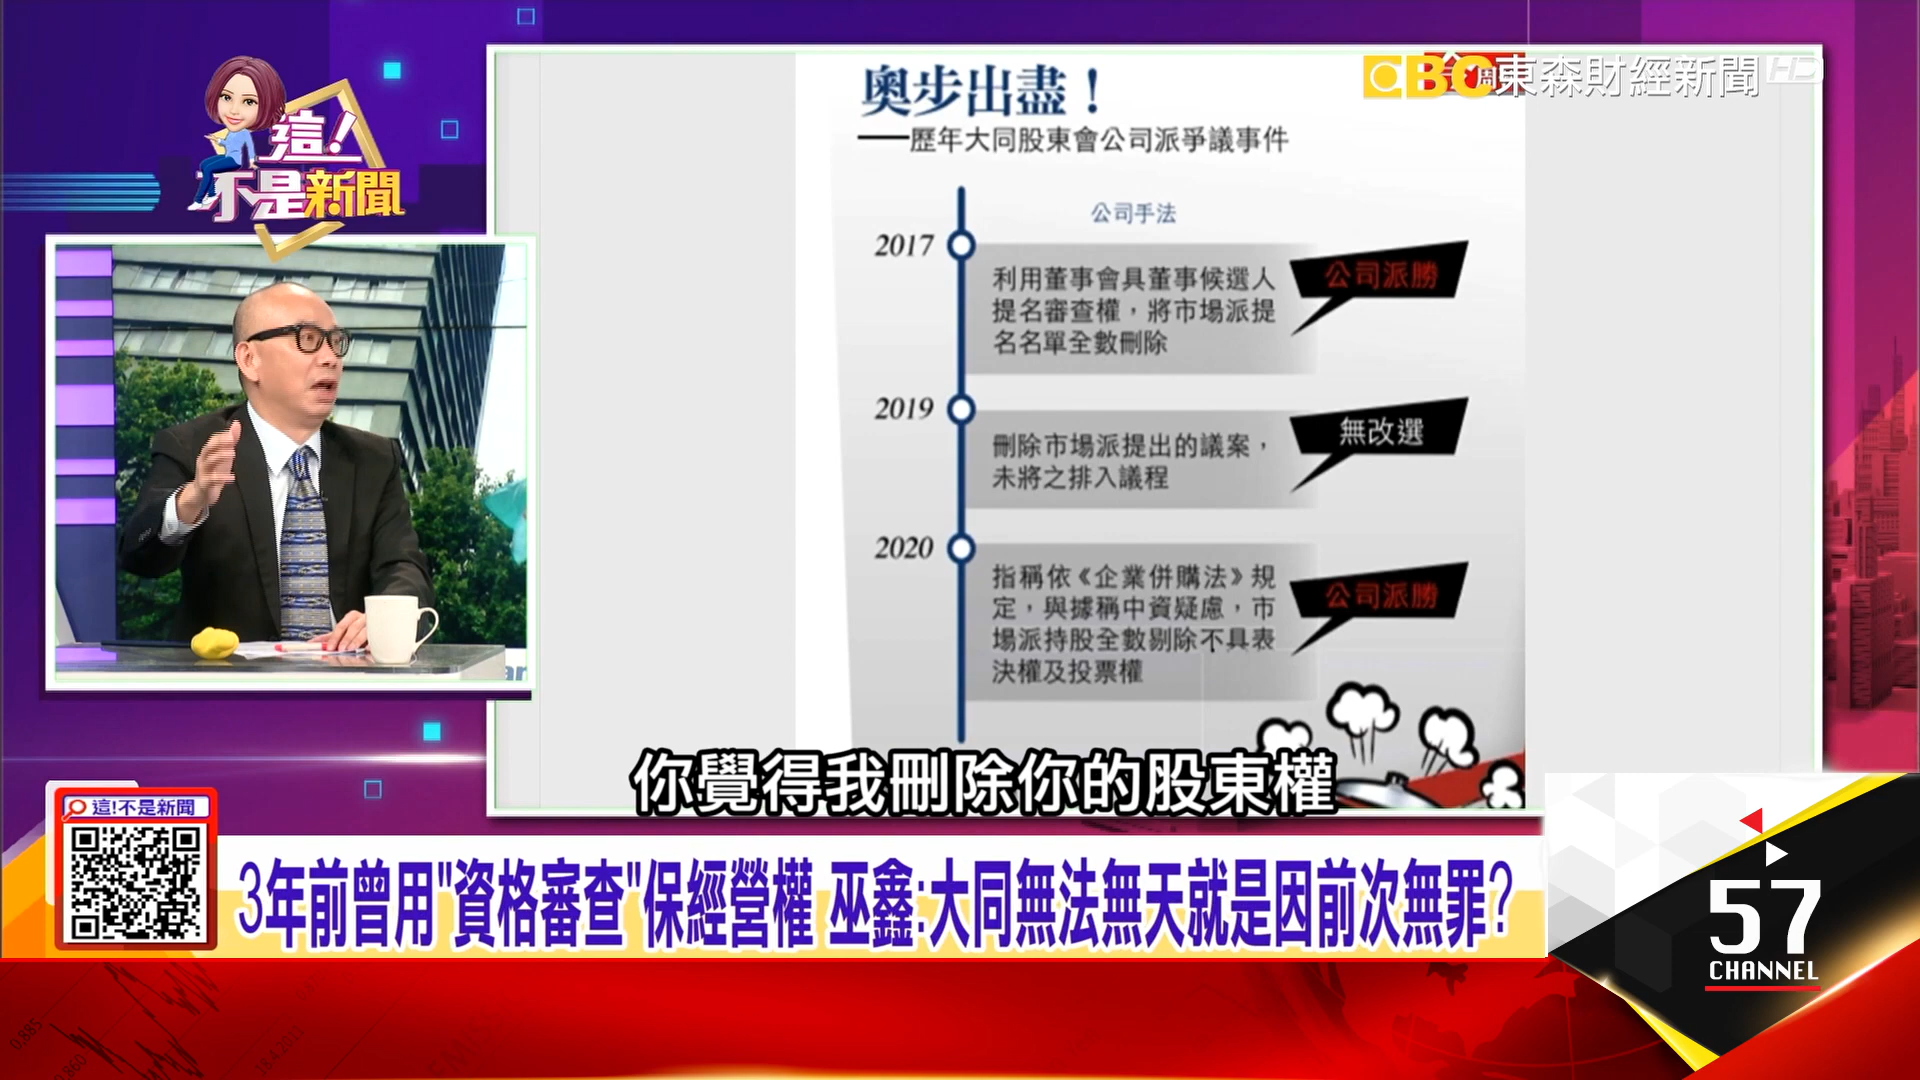 這!
不是新聞
奧步出盡！
——歷年大同股東會公司派爭議事件
EBC東森財經新聞HD
公司手法
2017
利用董事會具董事候選人
提名審查權，將市場派提
名名單全數刪除
公司派勝
2019
刪除市場派提出的議案，
未將之排入議程
無改選
2020
指稱依《企業併購法》規
定，與據稱中資疑慮，市
場派持股全數剔除不具表
決權及投票權
公司派勝
你覺得我刪除你的股東權
這!不是新聞
3年前曾用"資格審查"保經營權 巫鑫:大同無法無天就是因前次無罪?
57
CHANNEL